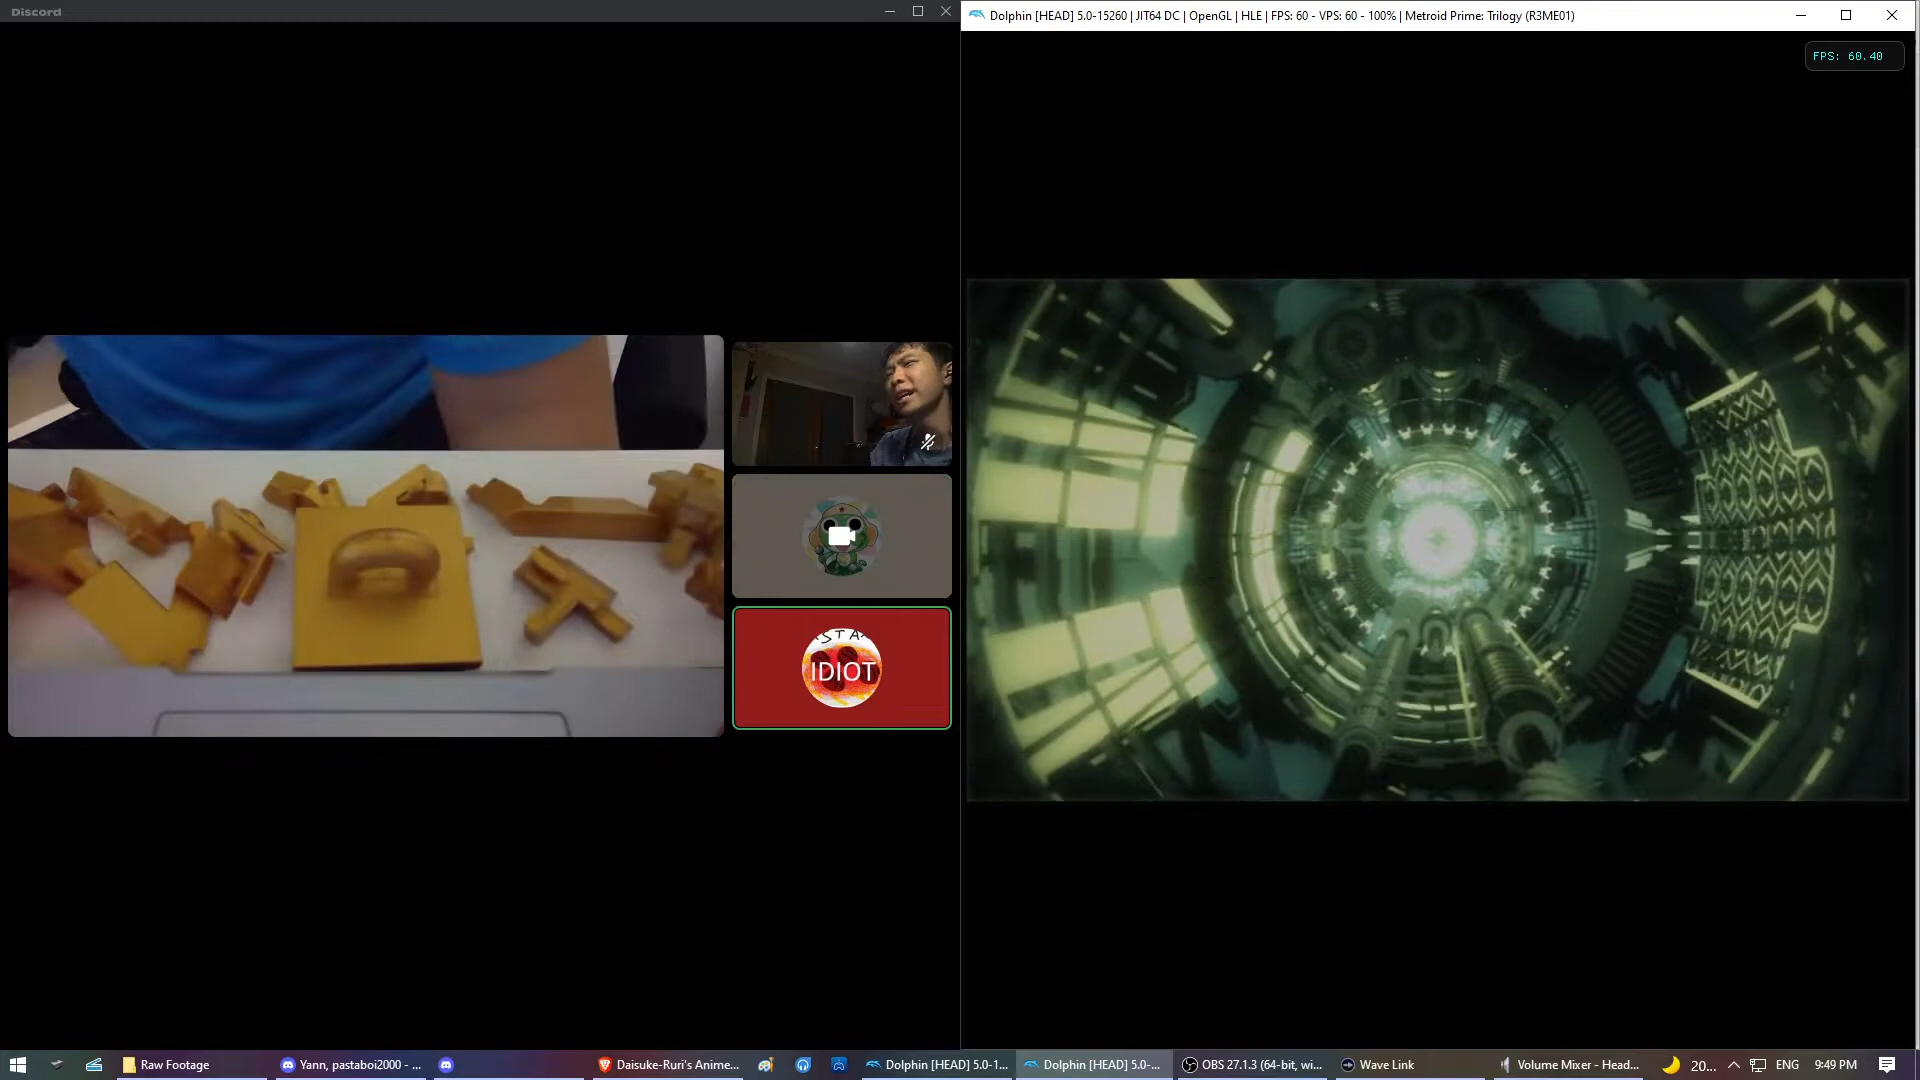 Discord
Dolphin [HEAD] 5.0-15260 | JIT64 DC | OpenGL | HLE | FPS: 60 - VPS: 60 - 100% | Metroid Prime: Trilogy (R3ME01)
FPS: 60.40
STA
IDIOT
Raw Footage
Yann, pastaboi2000 - ...
Daisuke-Ruri's Anime...
Dolphin [HEAD] 5.0-1...
Dolphin [HEAD] 5.0-...
OBS 27.1.3 (64-bit, wi...
Wave Link
Volume Mixer - Head...
20...
ENG
9:49 PM